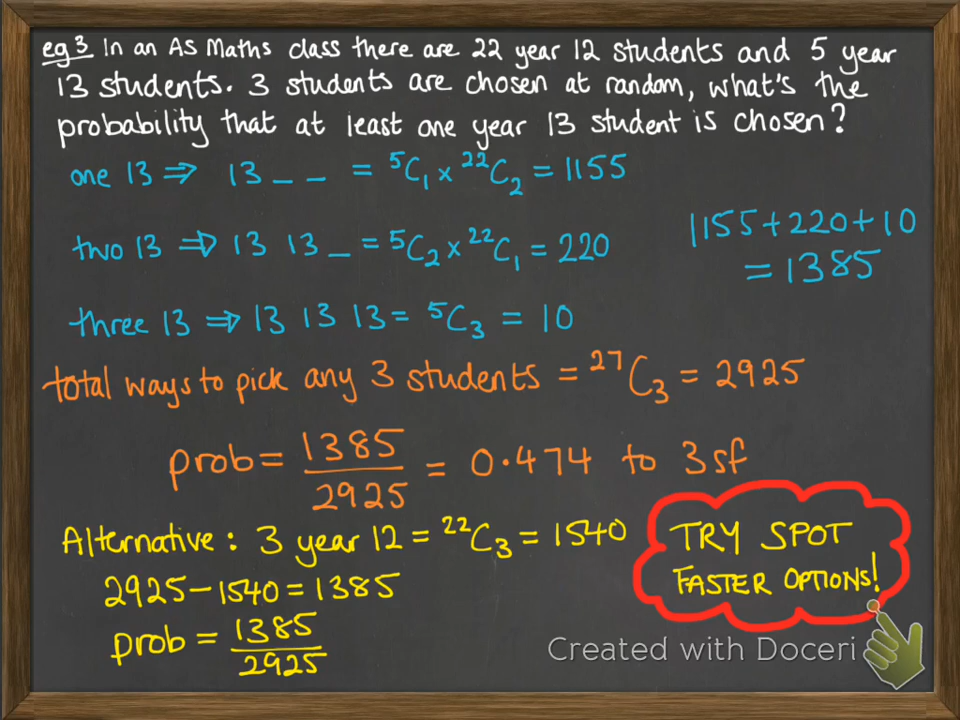 eg 3 In an As Maths class there are 22 year 12 students and 5 year
13 students. 3 students are chosen at random, what's the
probability that at least one year 13 student is chosen?
one 13 ⇒ 13 _ _ = ⁵C₁ × ²²C₂ = 1155
two 13 ⇒ 13 13 _ = ⁵C₂ × ²²C₁ = 220
three 13 ⇒ 13 13 13 = ⁵C₃ = 10
1155+220+10
= 1385
total ways to pick any 3 students = ²⁷C₃ = 2925
prob = 1385/2925 = 0.474 to 3 sf
Alternative: 3 year 12 = ²²C₃ = 1540
2925 - 1540 = 1385
prob = 1385/2925
TRY SPOT
FASTER OPTIONS!
Created with Doceri